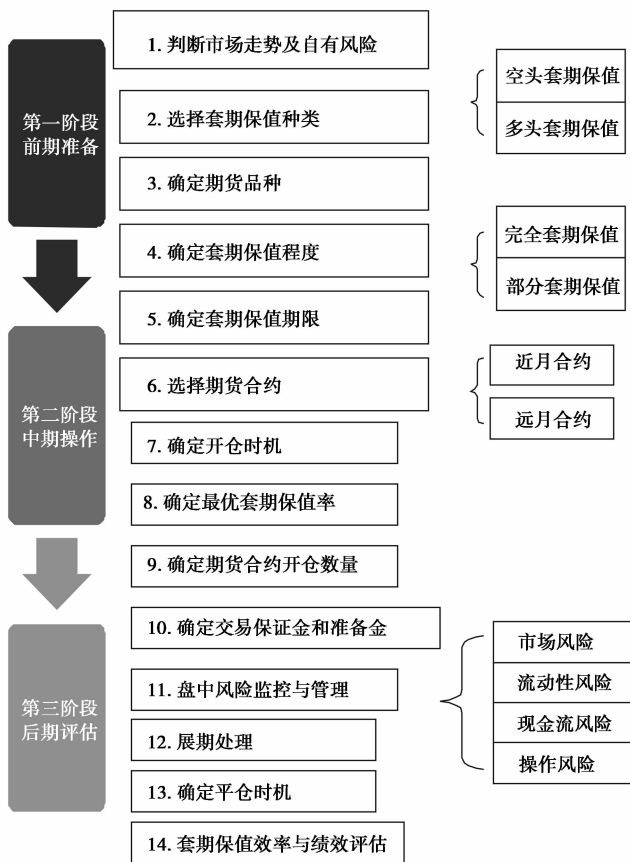 第一阶段
前期准备
1. 判断市场走势及自有风险
2. 选择套期保值种类
空头套期保值
多头套期保值
3. 确定期货品种
4. 确定套期保值程度
完全套期保值
部分套期保值
5. 确定套期保值期限
第二阶段
中期操作
6. 选择期货合约
近月合约
远月合约
7. 确定开仓时机
8. 确定最优套期保值率
9. 确定期货合约开仓数量
第三阶段
后期评估
10. 确定交易保证金和准备金
11. 盘中风险监控与管理
市场风险
流动性风险
现金流风险
操作风险
12. 展期处理
13. 确定平仓时机
14. 套期保值效率与绩效评估